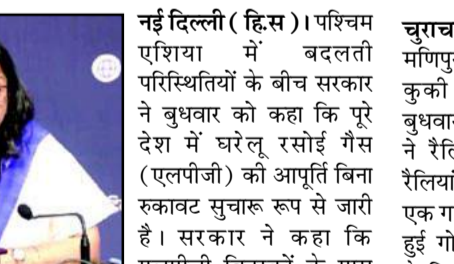 नई दिल्ली ( हि.स )। पश्चिम
एशिया में बदलती
परिस्थितियों के बीच सरकार
ने बुधवार को कहा कि पूरे
देश में घरेलू रसोई गैस
(एलपीजी) की आपूर्ति बिना
रुकावट सुचारू रूप से जारी
है। सरकार ने कहा कि
चुराच
मणिपु
कुकी
बुधवा
ने रैि
रैलियां
एक ग
हुई गो